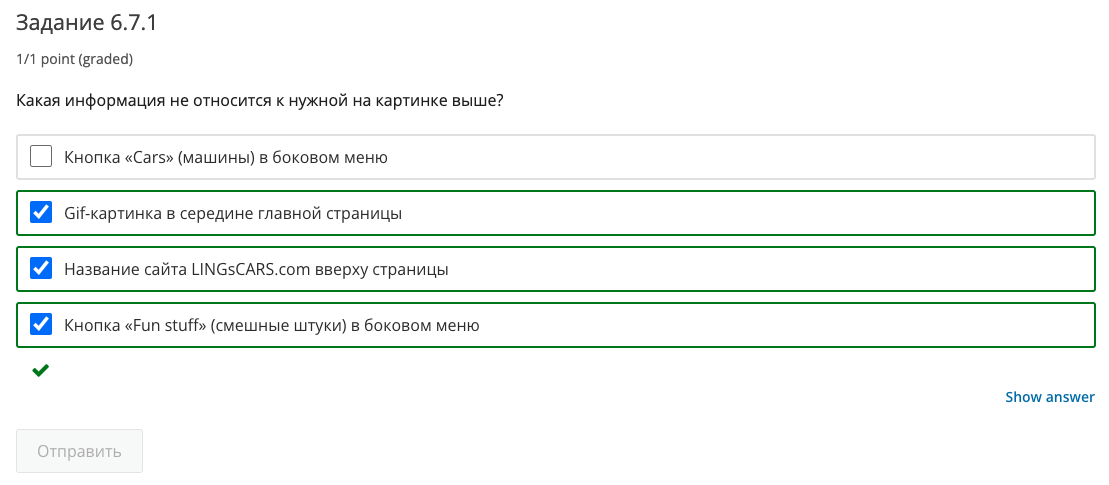 Задание 6.7.1
1/1 point (graded)
Какая информация не относится к нужной на картинке выше?
Кнопка «Cars» (машины) в боковом меню
Gif-картинка в середине главной страницы
Название сайта LINGsCARS.com вверху страницы
Кнопка «Fun stuff» (смешные штуки) в боковом меню
Show answer
Отправить